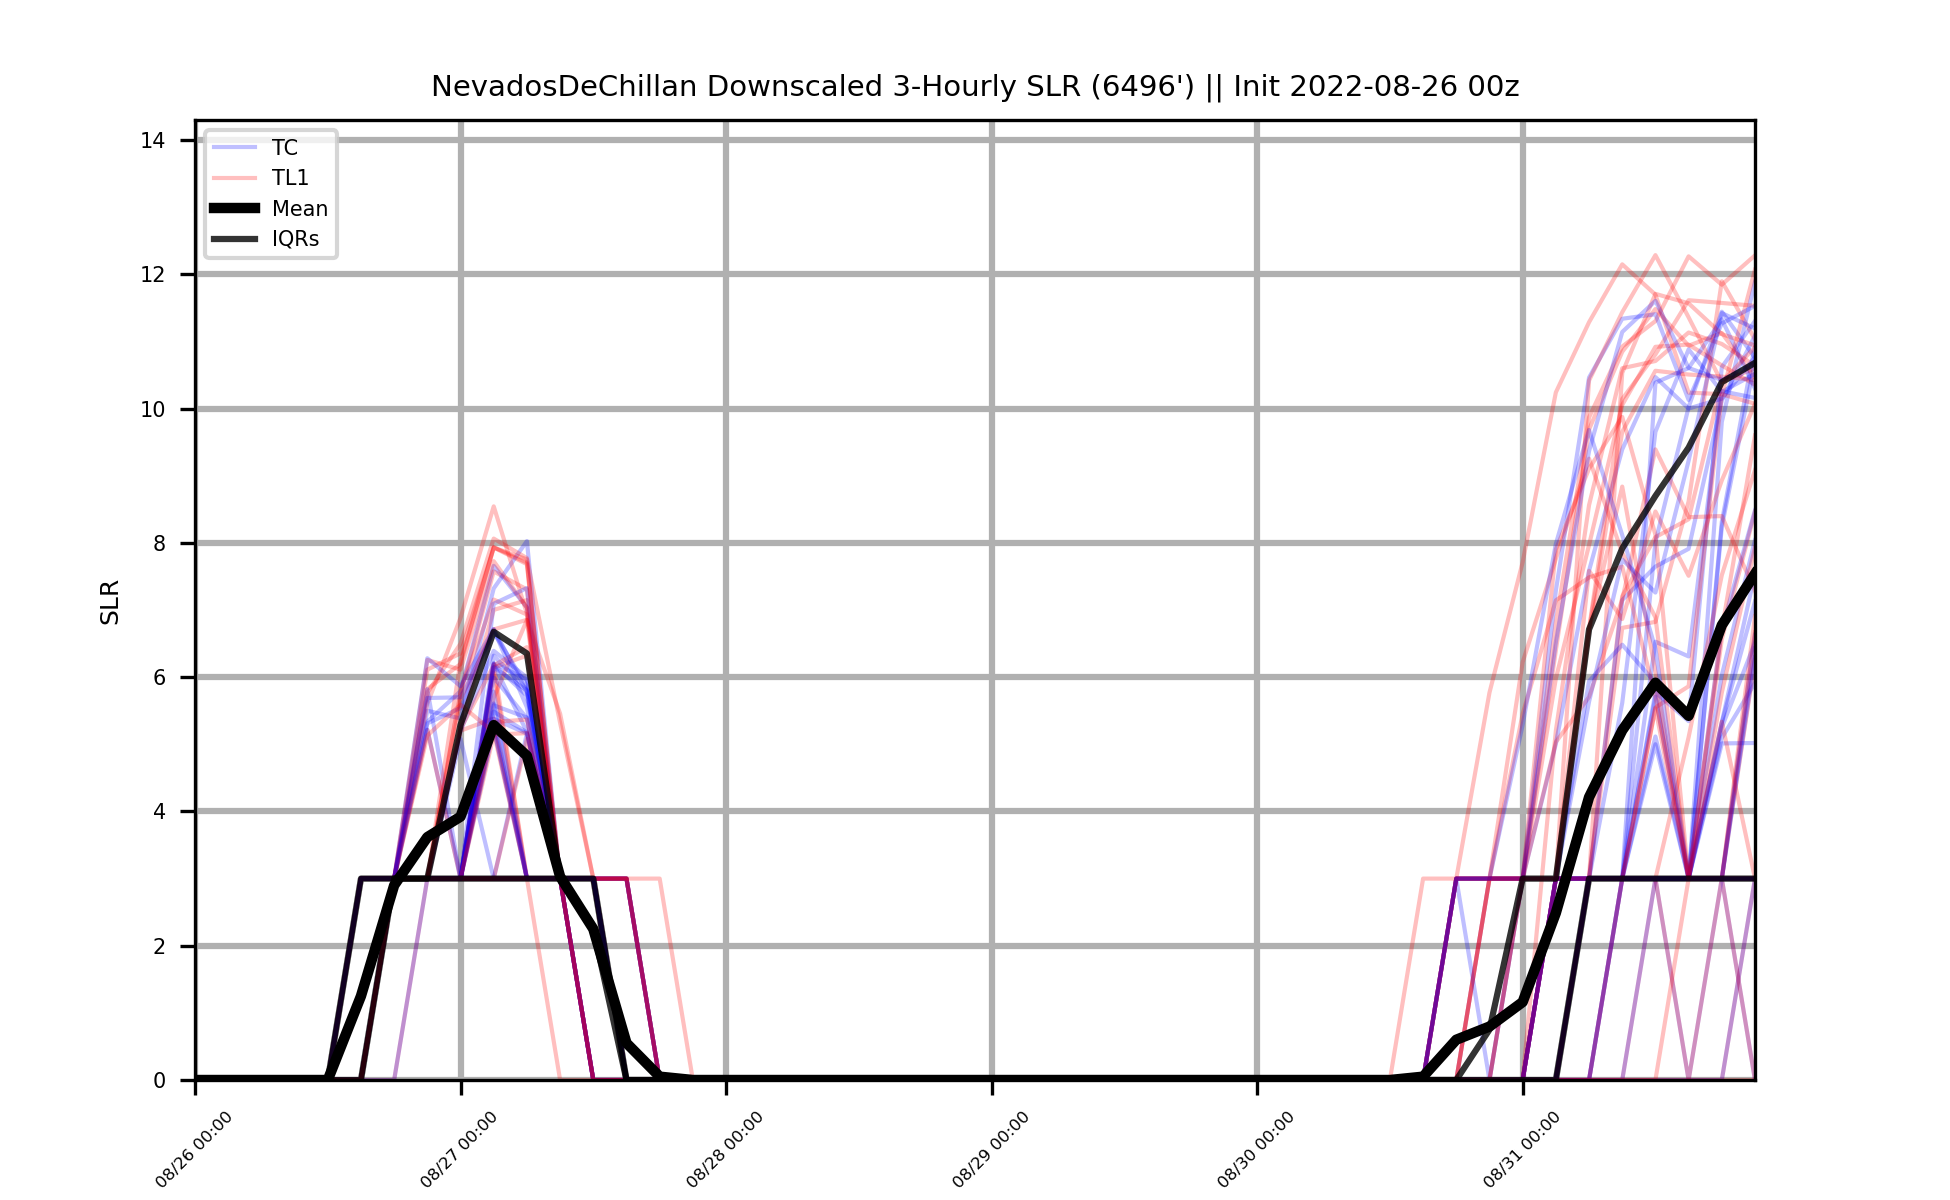 NevadosDeChillan Downscaled 3-Hourly SLR (6496') || Init 2022-08-26 00z
TC
TL1
Mean
IQRs
SLR
14
12
10
8
6
4
2
0
08/26 00:00
08/27 00:00
08/28 00:00
08/29 00:00
08/30 00:00
08/31 00:00